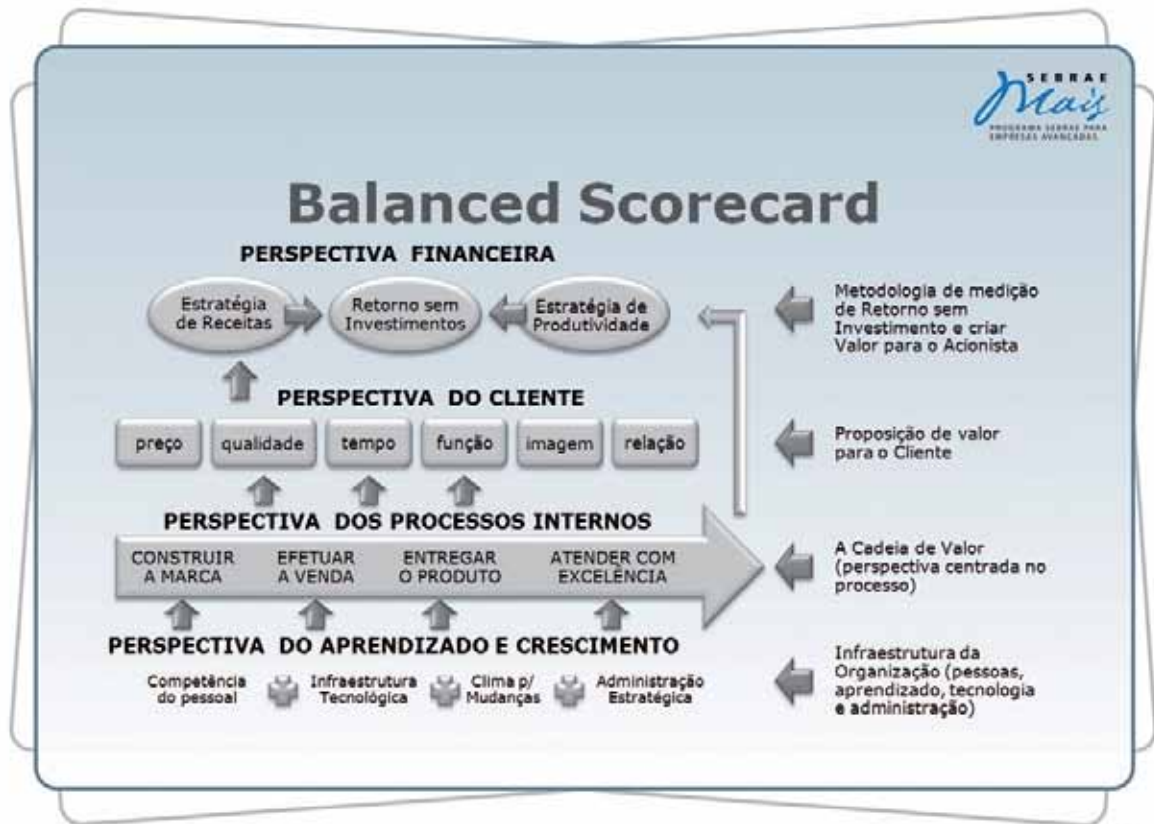 SEBRAE
Mais
PROGRAMA SEBRAE PARA
EMPRESAS AVANÇADAS
Balanced Scorecard
PERSPECTIVA FINANCEIRA
Estratégia
de Receitas
Retorno sem
Investimentos
Estratégia de
Produtividade
Metodologia de medição
de Retorno sem
Investimento e criar
Valor para o Acionista
PERSPECTIVA DO CLIENTE
preço
qualidade
tempo
função
imagem
relação
Proposição de valor
para o Cliente
PERSPECTIVA DOS PROCESSOS INTERNOS
CONSTRUIR
A MARCA
EFETUAR
A VENDA
ENTREGAR
O PRODUTO
ATENDER COM
EXCELÊNCIA
A Cadeia de Valor
(perspectiva centrada no
processo)
PERSPECTIVA DO APRENDIZADO E CRESCIMENTO
Competência
do pessoal
Infraestrutura
Tecnológica
Clima p/
Mudanças
Administração
Estratégica
Infraestrutura da
Organização (pessoas,
aprendizado, tecnologia
e administração)